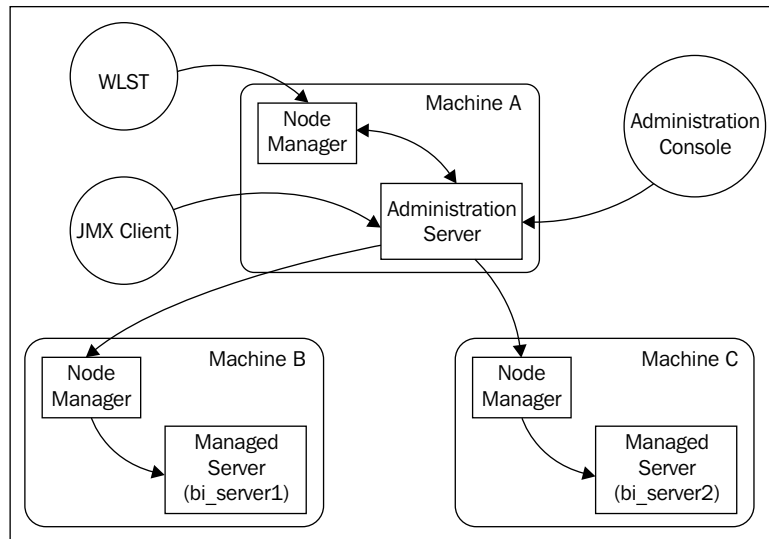 WLST
Machine A
Node
Manager
Administration
Console
JMX Client
Administration
Server
Machine B
Node
Manager
Managed
Server
(bi_server1)
Machine C
Node
Manager
Managed
Server
(bi_server2)